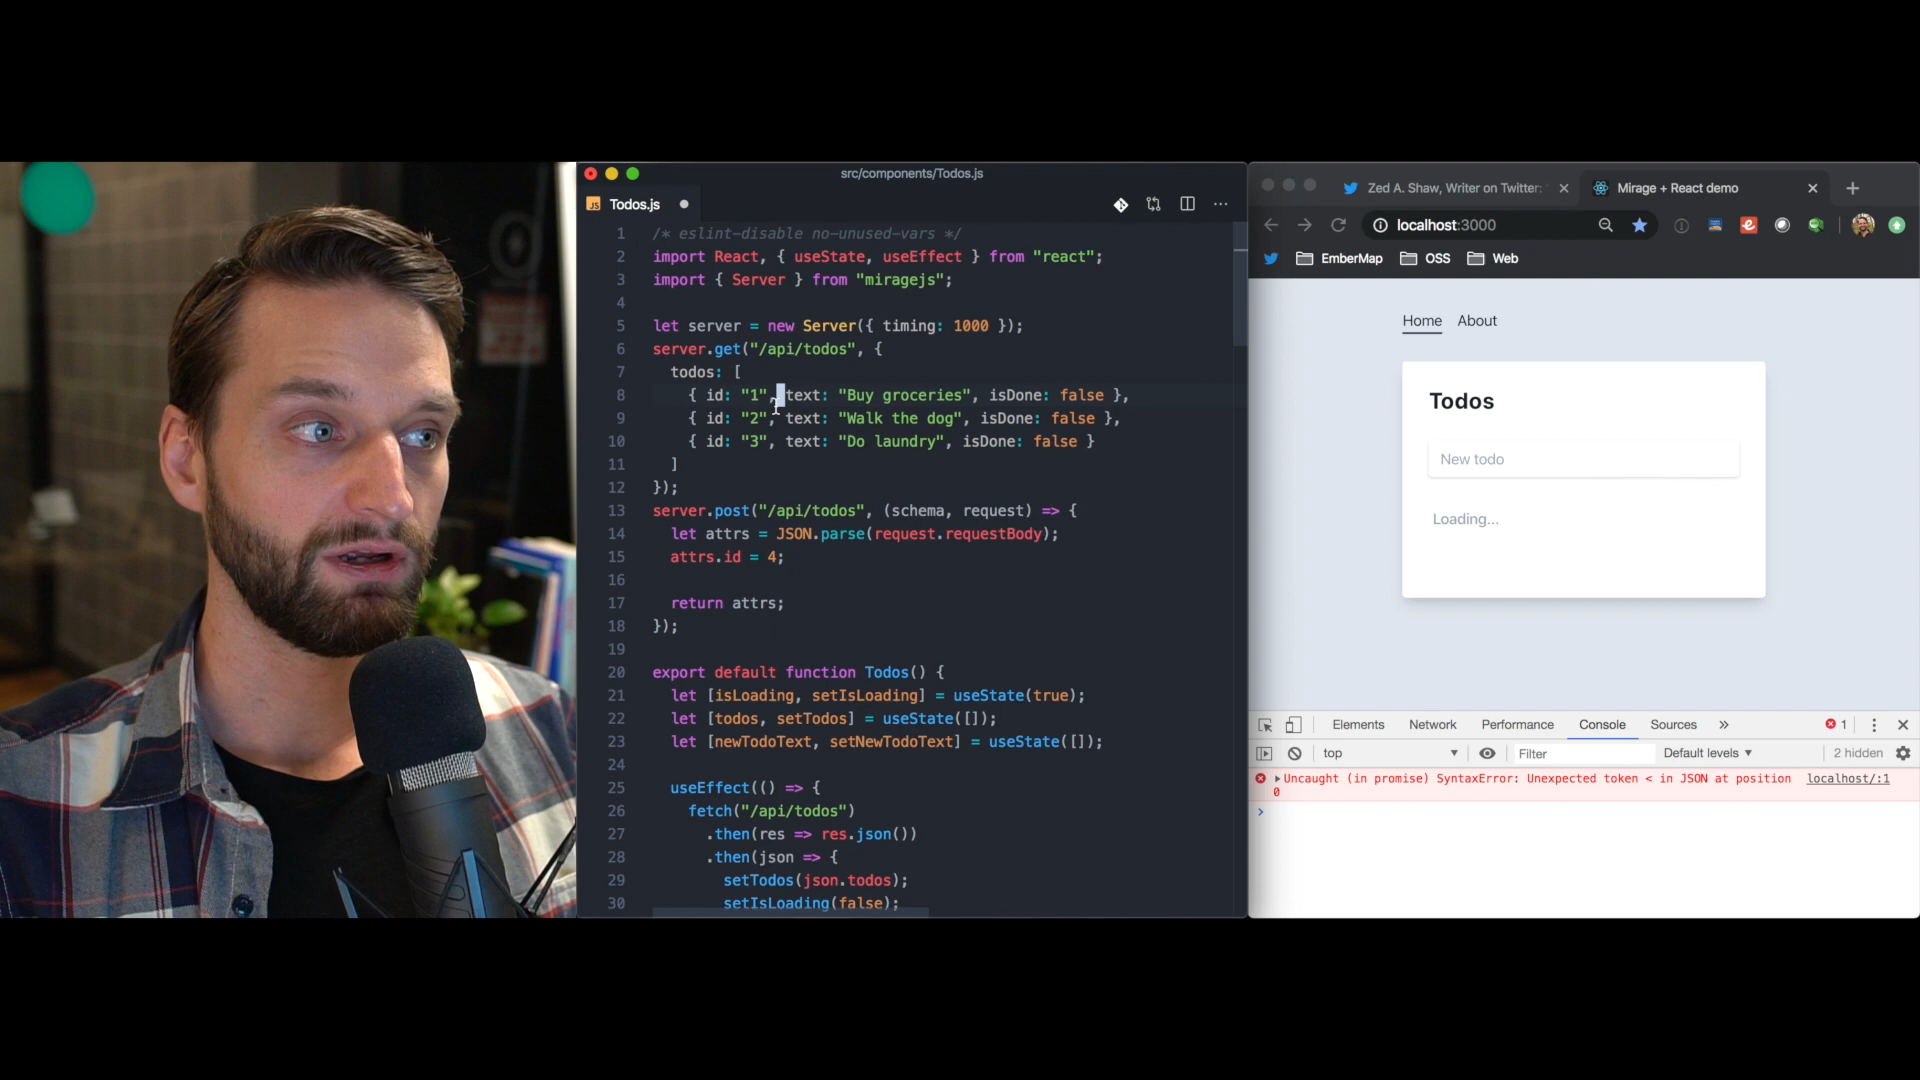 src/components/Todos.js
JS Todos.js
1 /* eslint-disable no-unused-vars */
2 import React, { useState, useEffect } from "react";
3 import { Server } from "miragejs";
4
5 let server = new Server({ timing: 1000 });
6 server.get("/api/todos", {
7 todos: [
8 { id: "1", text: "Buy groceries", isDone: false },
9 { id: "2", text: "Walk the dog", isDone: false },
10 { id: "3", text: "Do laundry", isDone: false }
11 ]
12 });
13 server.post("/api/todos", (schema, request) => {
14 let attrs = JSON.parse(request.requestBody);
15 attrs.id = 4;
16
17 return attrs;
18 });
19
20 export default function Todos() {
21 let [isLoading, setIsLoading] = useState(true);
22 let [todos, setTodos] = useState([]);
23 let [newTodoText, setNewTodoText] = useState([]);
24
25 useEffect(() => {
26 fetch("/api/todos")
27 .then(res => res.json())
28 .then(json => {
29 setTodos(json.todos);
30 setIsLoading(false);
Zed A. Shaw, Writer on Twitter:
Mirage + React demo
localhost:3000
EmberMap OSS Web
Home About
Todos
New todo
Loading...
Elements Network Performance Console Sources » 1
top Filter Default levels 2 hidden
Uncaught (in promise) SyntaxError: Unexpected token < in JSON at position localhost/:1
0